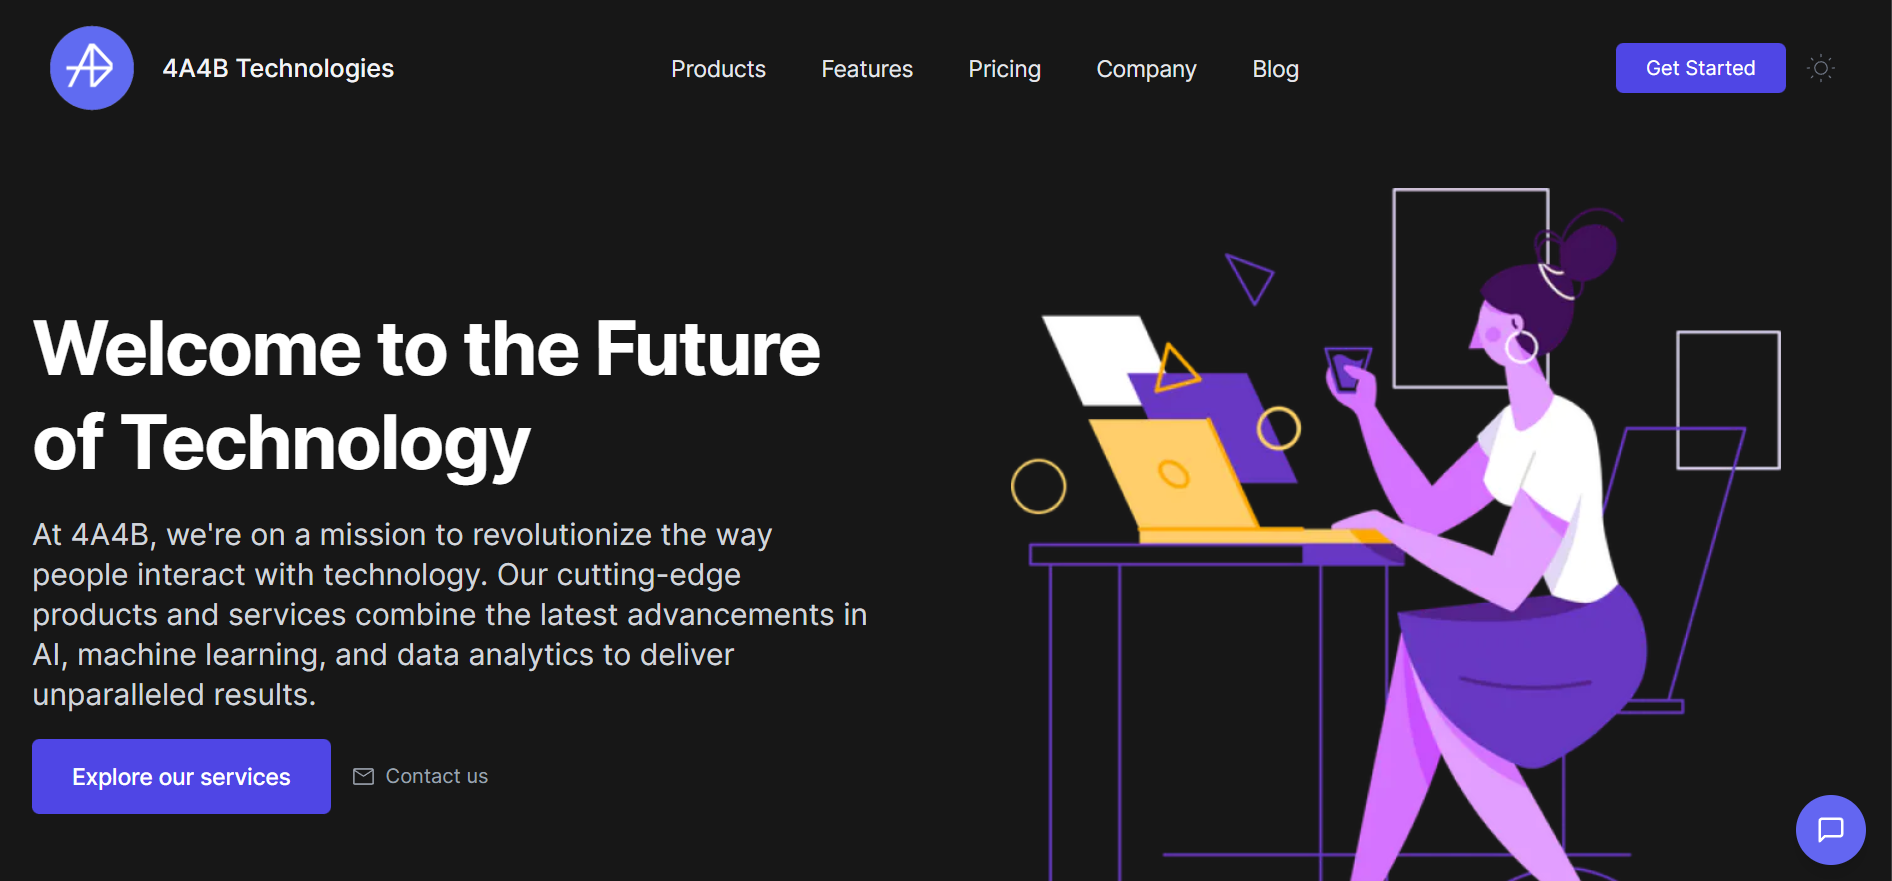 4A4B Technologies
Products
Features
Pricing
Company
Blog
Get Started
Welcome to the Future
of Technology
At 4A4B, we're on a mission to revolutionize the way
people interact with technology. Our cutting-edge
products and services combine the latest advancements in
AI, machine learning, and data analytics to deliver
unparalleled results.
Explore our services
Contact us